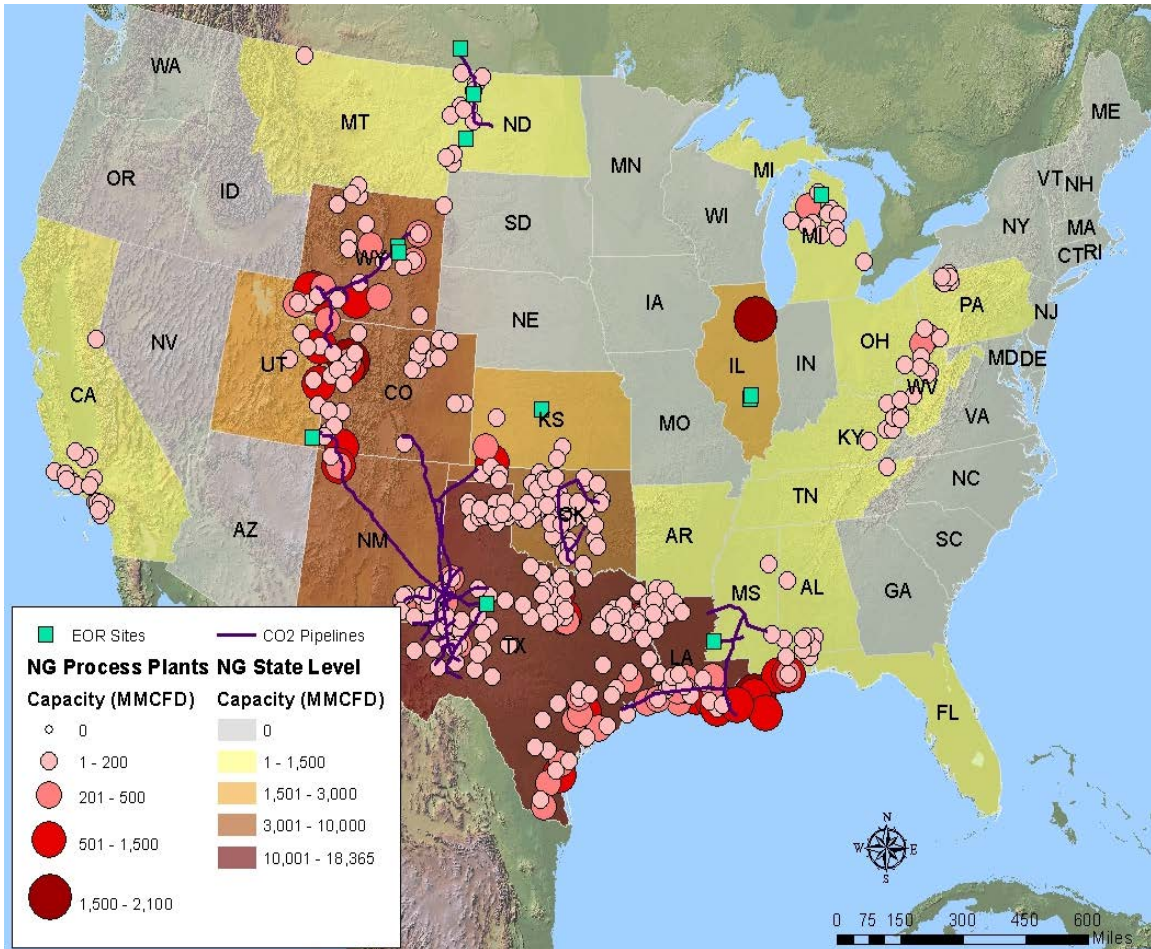 WA
MT
ND
OR
ID
MN
SD
WI
MI
MI
ME
VT
NH
NY
MA
CT
RI
WY
NE
IA
PA
NJ
OH
MD
DE
NV
UT
CO
IL
IN
WV
VA
CA
KS
MO
KY
NC
TN
AZ
NM
OK
AR
SC
MS
AL
GA
TX
LA
FL
EOR Sites
CO2 Pipelines
NG Process Plants
Capacity (MMCFD)
0
1 - 200
201 - 500
501 - 1,500
1,500 - 2,100
NG State Level
Capacity (MMCFD)
0
1 - 1,500
1,501 - 3,000
3,001 - 10,000
10,001 - 18,365
N
W
E
S
0 75 150 300 450 600
Miles